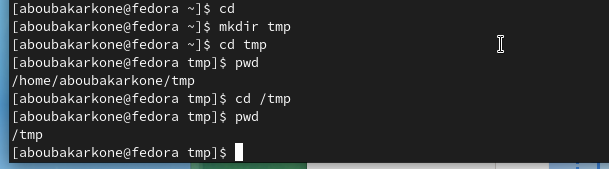 [aboubakarkone@fedora ~]$ cd
[aboubakarkone@fedora ~]$ mkdir tmp
[aboubakarkone@fedora ~]$ cd tmp
[aboubakarkone@fedora tmp]$ pwd
/home/aboubakarkone/tmp
[aboubakarkone@fedora tmp]$ cd /tmp
[aboubakarkone@fedora tmp]$ pwd
/tmp
[aboubakarkone@fedora tmp]$